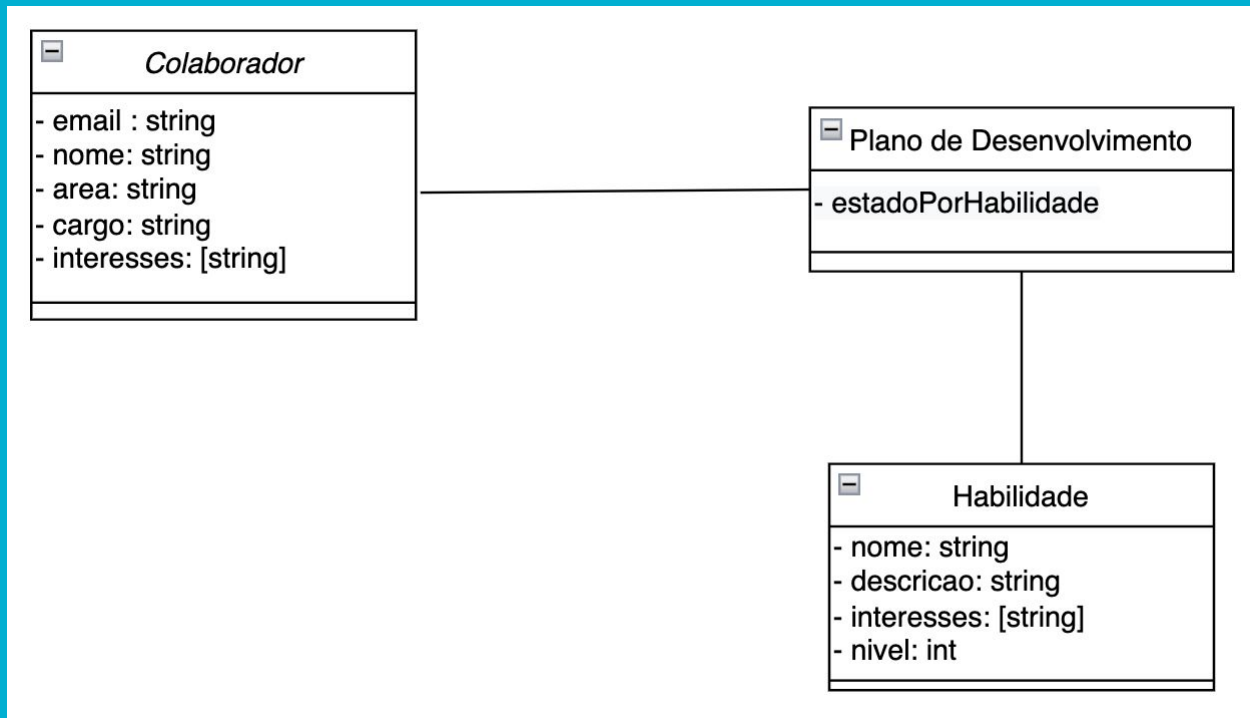 Colaborador
- email : string
- nome: string
- area: string
- cargo: string
- interesses: [string]
Plano de Desenvolvimento
- estadoPorHabilidade
Habilidade
- nome: string
- descricao: string
- interesses: [string]
- nivel: int